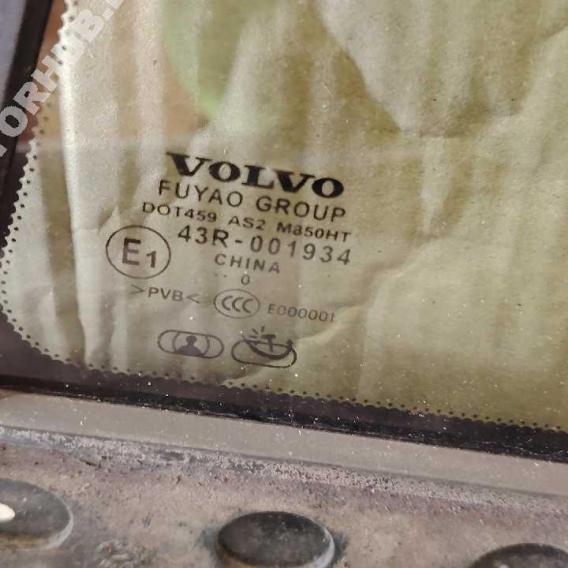 VOLVO
FUYAO GROUP
DOT459 AS2 M850HT
43R-001934
E1
CHINA
0
>PVB<
CCC E000001